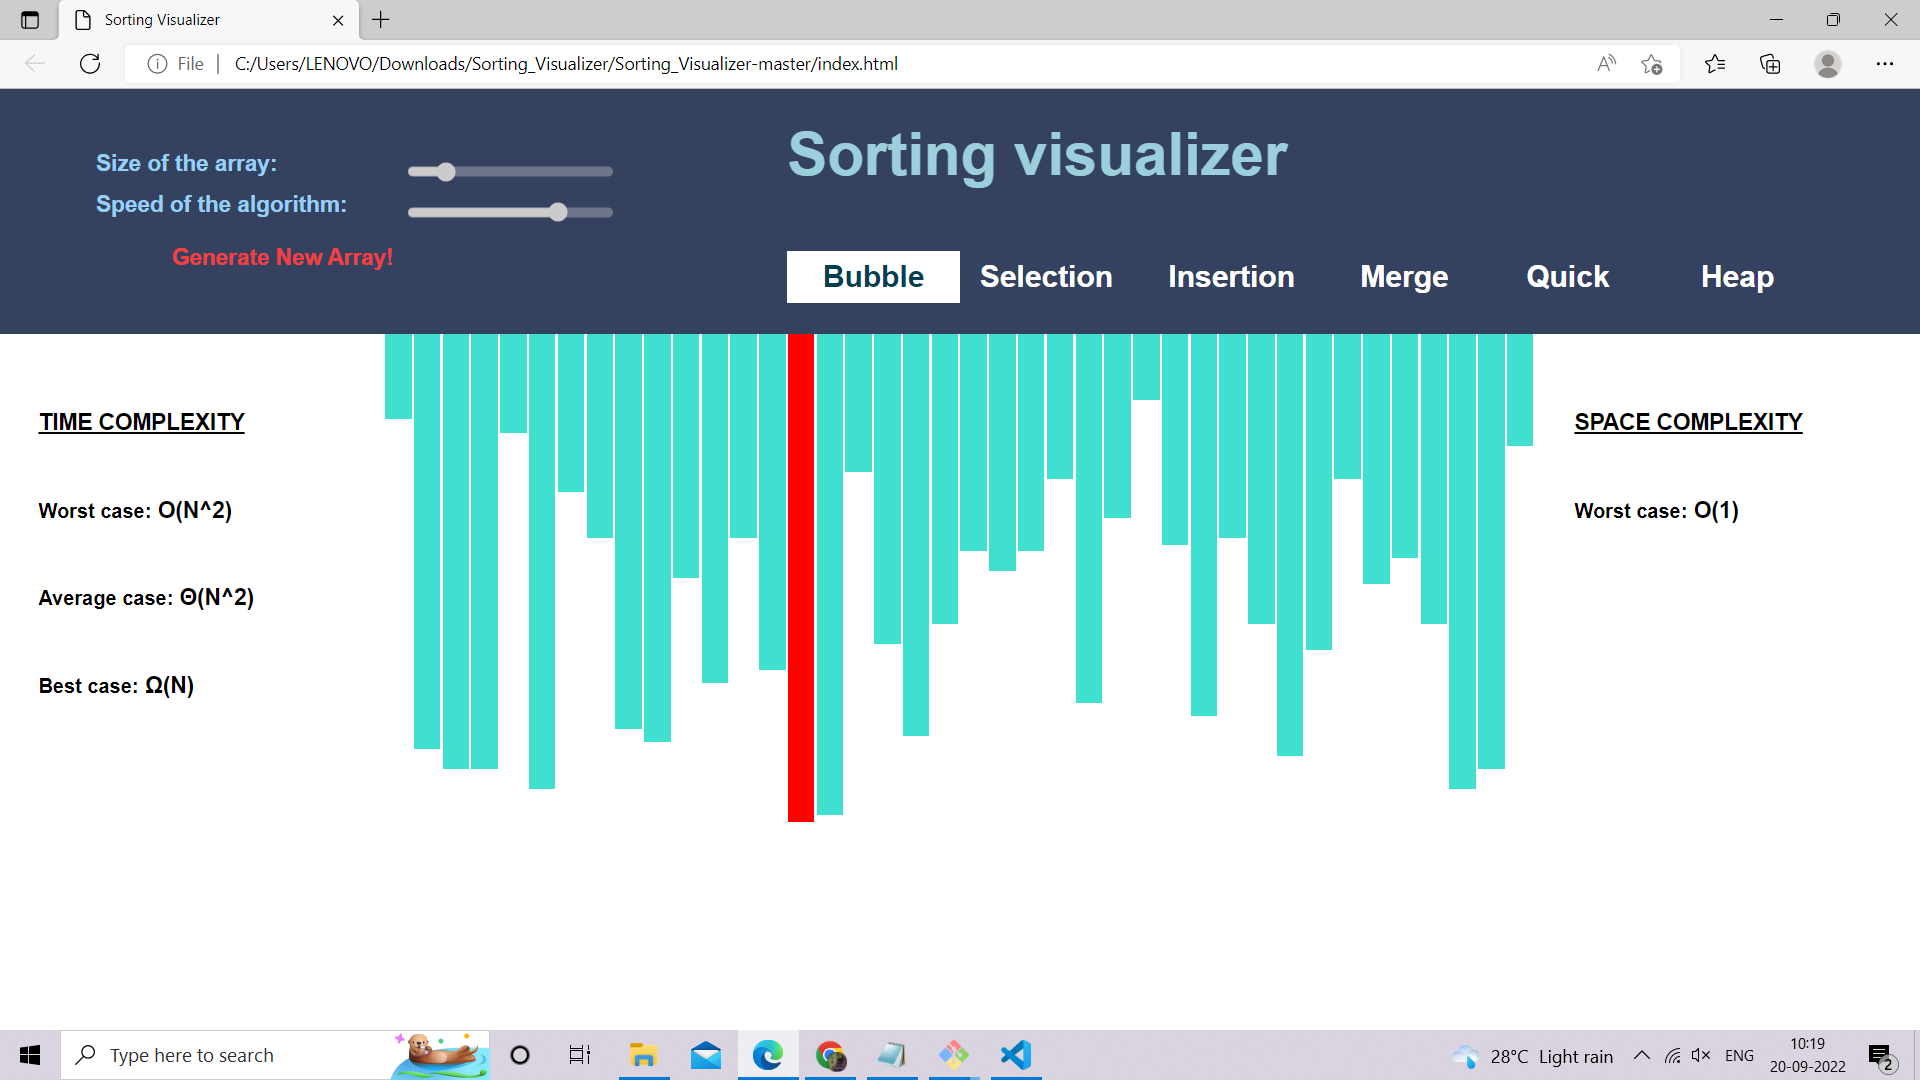 Sorting Visualizer
File
C:/Users/LENOVO/Downloads/Sorting_Visualizer/Sorting_Visualizer-master/index.html
Sorting visualizer
Size of the array:
Speed of the algorithm:
Generate New Array!
Bubble Selection Insertion Merge Quick Heap
TIME COMPLEXITY
Worst case: O(N^2)
Average case: Θ(N^2)
Best case: Ω(N)
SPACE COMPLEXITY
Worst case: O(1)
Type here to search
28°C Light rain
ENG
10:19
20-09-2022
2